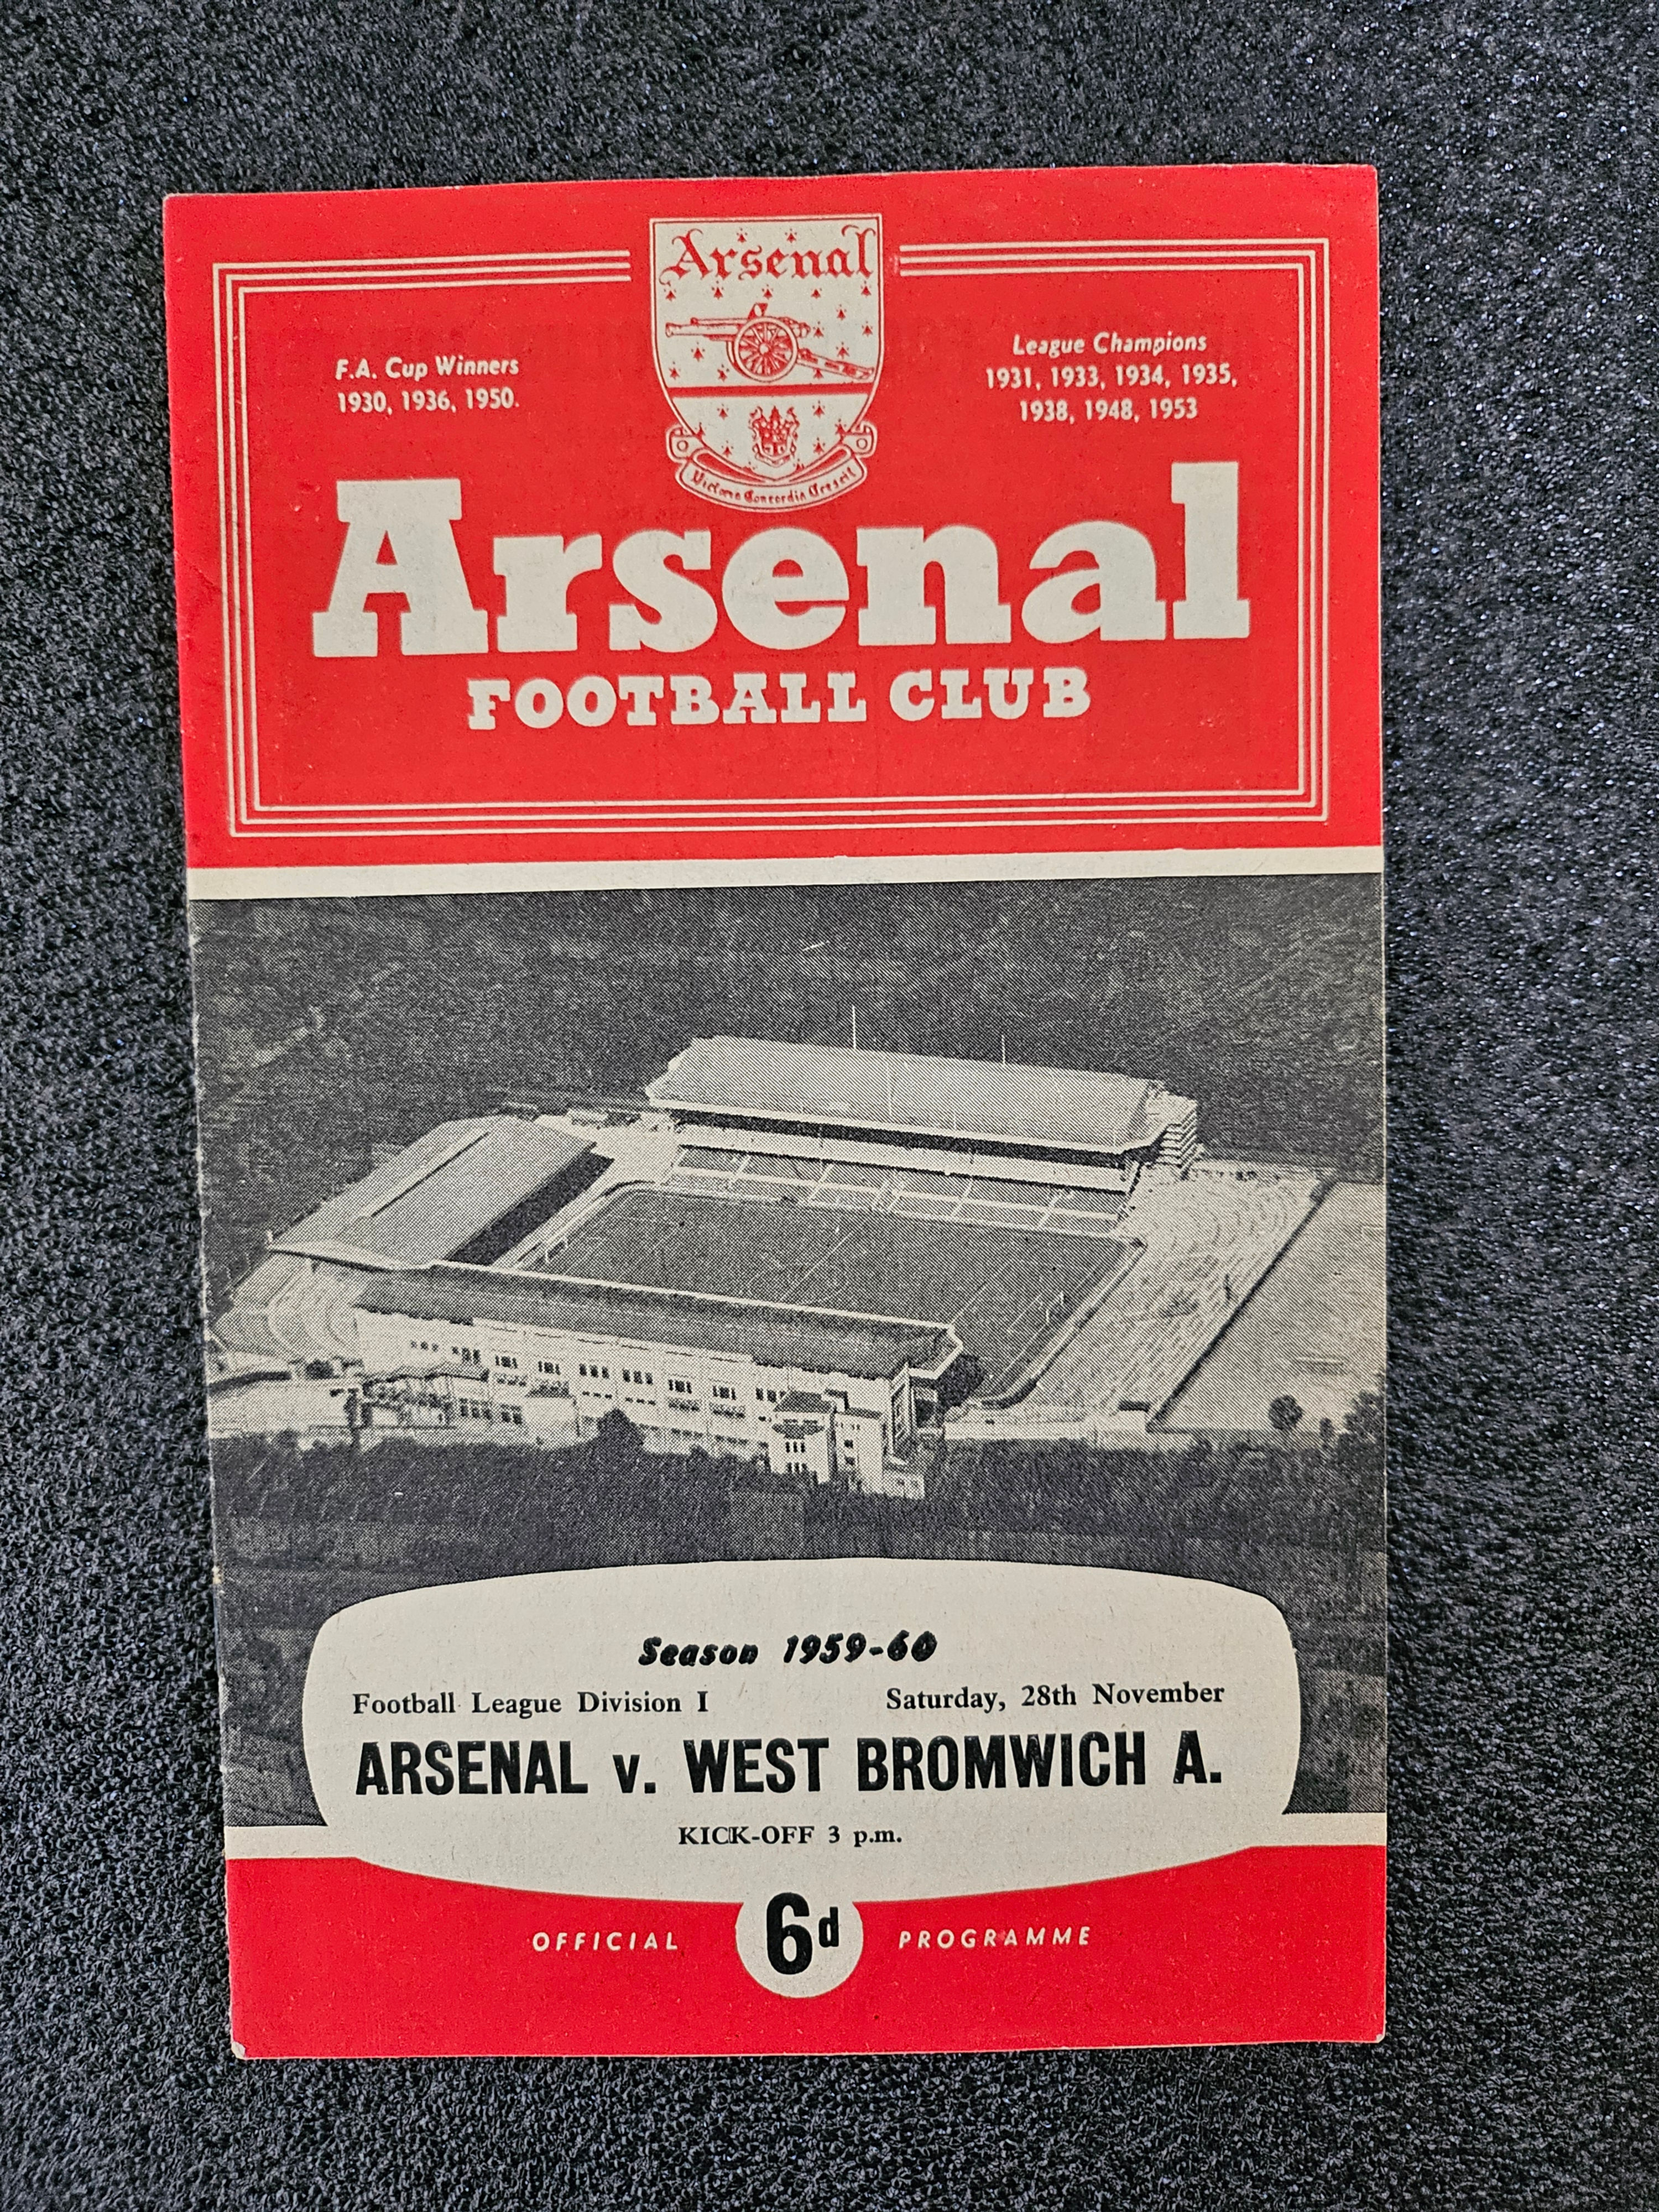 Arsenal
F.A. Cup Winners
1930, 1936, 1950.
League Champions
1931, 1933, 1934, 1935,
1938, 1948, 1953
Victoria Concordia Crescit
Arsenal
FOOTBALL CLUB
Season 1959-60
Football League Division I
Saturday, 28th November
ARSENAL v. WEST BROMWICH A.
KICK-OFF 3 p.m.
OFFICIAL 6d PROGRAMME